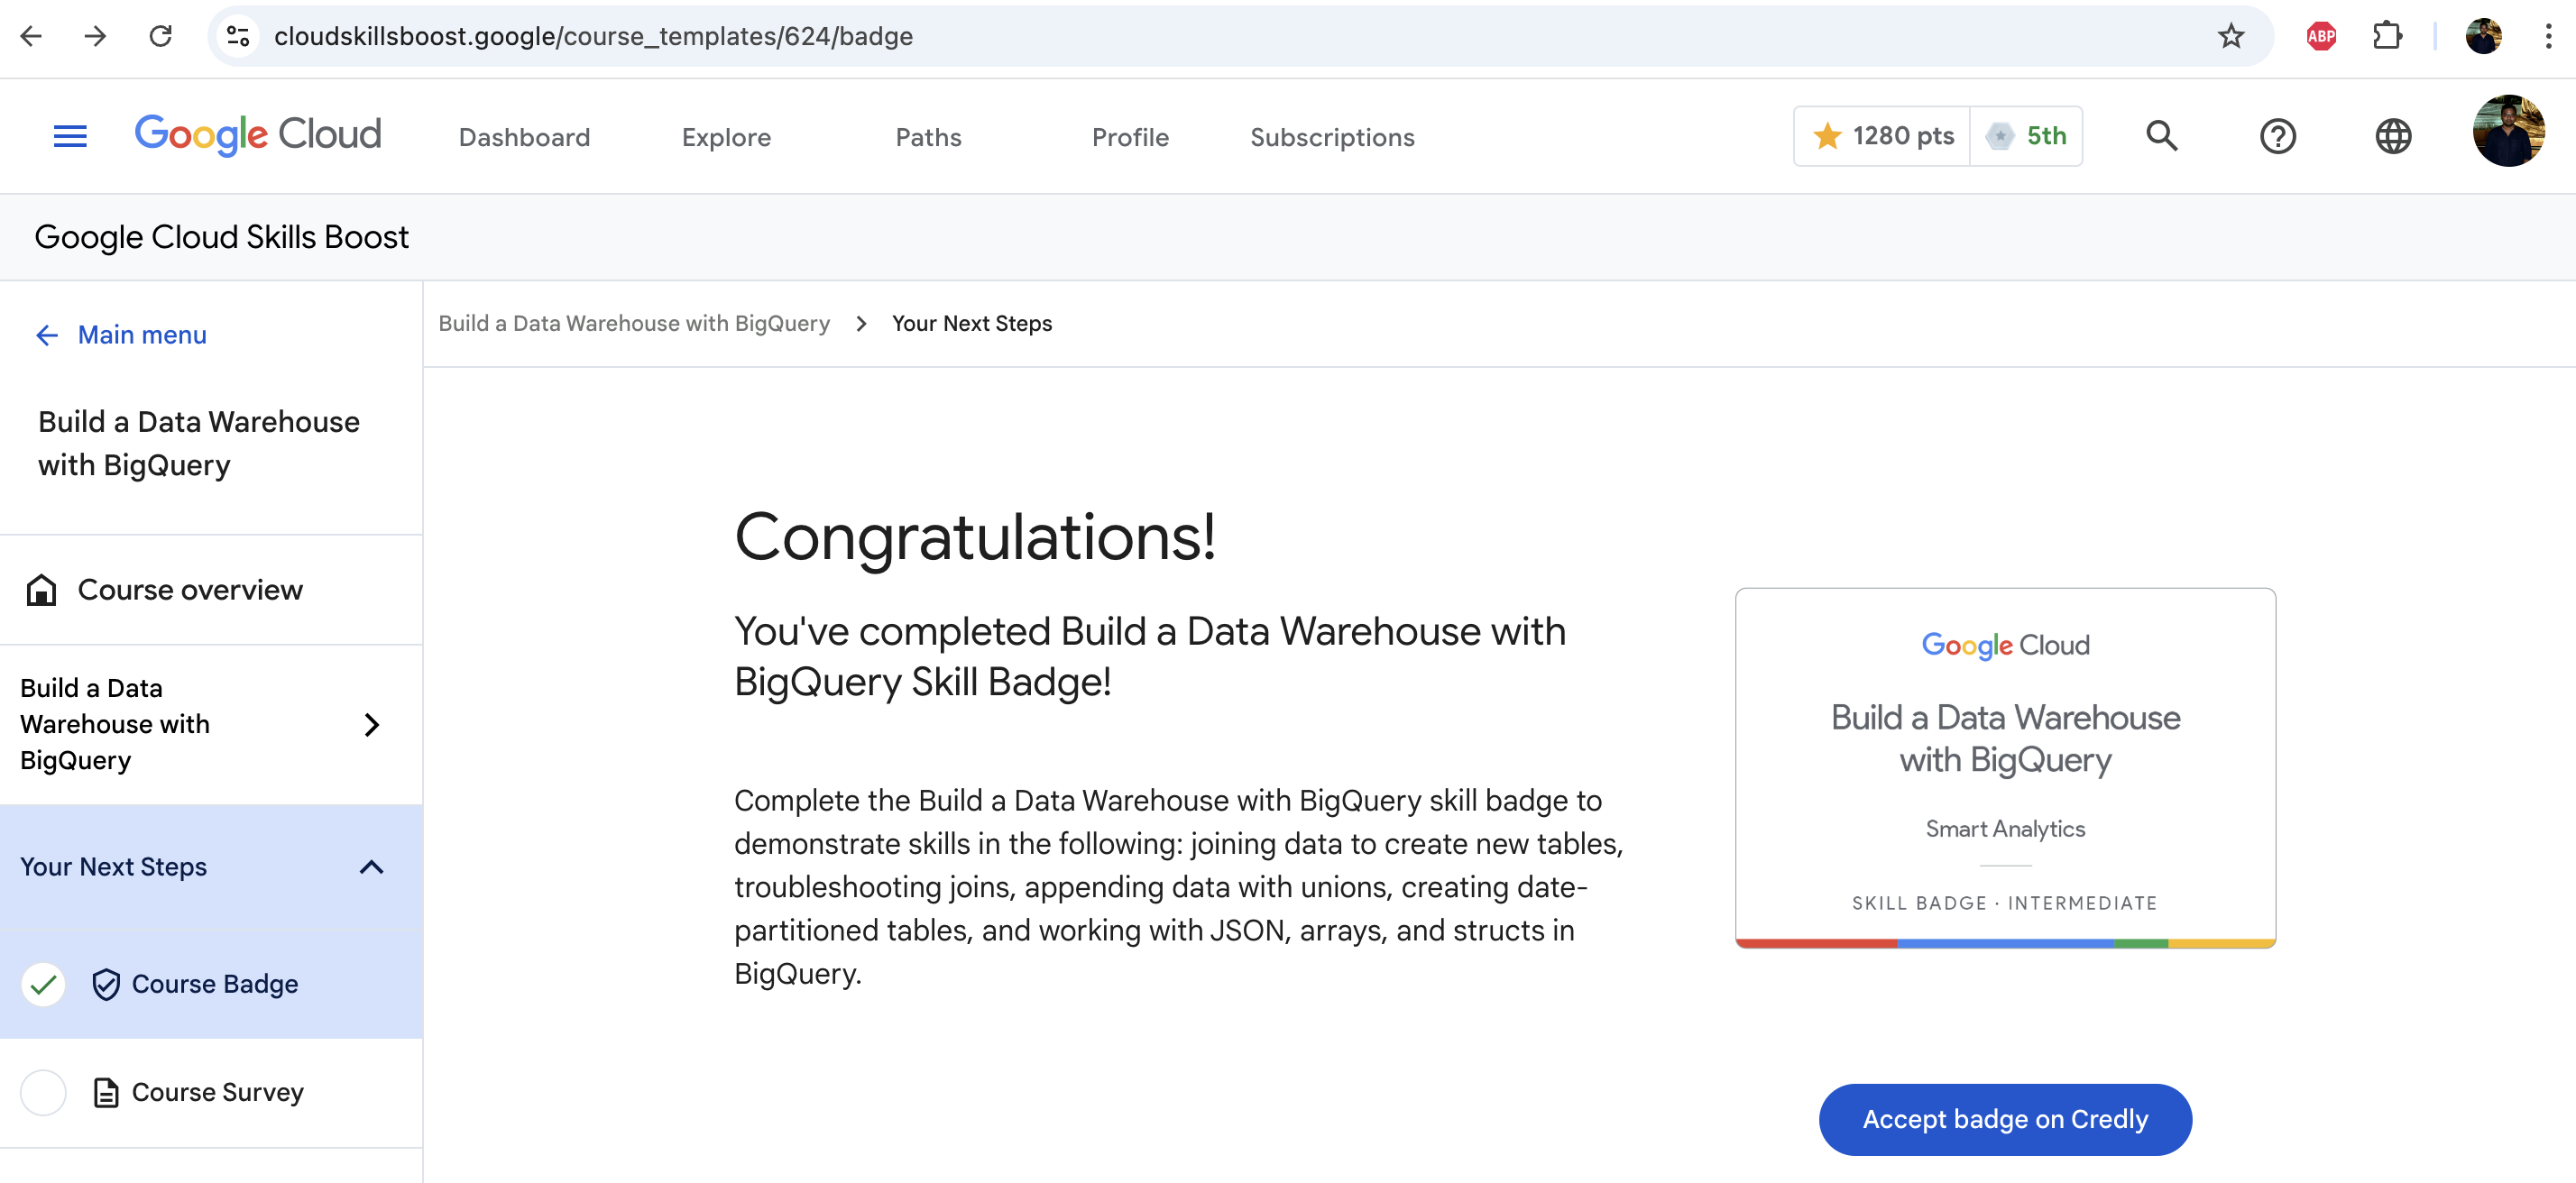 cloudskillsboost.google/course_templates/624/badge
ABP
Google Cloud
Dashboard
Explore
Paths
Profile
Subscriptions
1280 pts
5th
Google Cloud Skills Boost
Main menu
Build a Data Warehouse
with BigQuery
Course overview
Build a Data
Warehouse with
BigQuery
Your Next Steps
Course Badge
Course Survey
Build a Data Warehouse with BigQuery
Your Next Steps
Congratulations!
You've completed Build a Data Warehouse with
BigQuery Skill Badge!
Complete the Build a Data Warehouse with BigQuery skill badge to
demonstrate skills in the following: joining data to create new tables,
troubleshooting joins, appending data with unions, creating date-
partitioned tables, and working with JSON, arrays, and structs in
BigQuery.
Google Cloud
Build a Data Warehouse
with BigQuery
Smart Analytics
SKILL BADGE · INTERMEDIATE
Accept badge on Credly